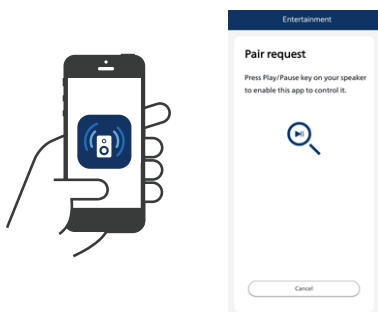 Entertainment
Pair request
Press Play/Pause key on your speaker
to enable this app to control it.
Cancel